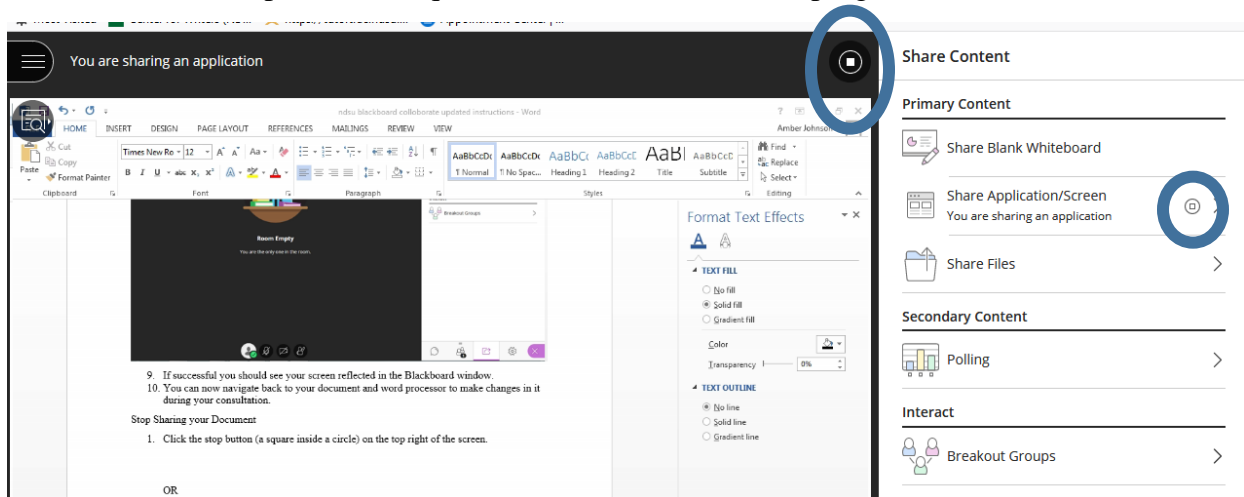 You are sharing an application
ndsu blackboard colloborate updated instructions - Word
HOME INSERT DESIGN PAGE LAYOUT REFERENCES MAILINGS REVIEW VIEW
Amber Johnson
Cut
Copy
Format Painter
Paste
Clipboard
Times New Ro 12
Font
Paragraph
AaBbCcDc AaBbCcDc AaBbCc AaBbCcC AaB AaBbCcC
¶ Normal ¶ No Spac... Heading 1 Heading 2 Title Subtitle
Styles
Find
Replace
Select
Editing
Room Empty
You are the only one in the room.
Breakout Groups
9. If successful you should see your screen reflected in the Blackboard window.
10. You can now navigate back to your document and word processor to make changes in it
during your consultation.
Stop Sharing your Document
1. Click the stop button (a square inside a circle) on the top right of the screen.
OR
Format Text Effects
TEXT FILL
No fill
Solid fill
Gradient fill
Color
Transparency 0%
TEXT OUTLINE
No line
Solid line
Gradient line
Share Content
Primary Content
Share Blank Whiteboard
Share Application/Screen
You are sharing an application
Share Files
Secondary Content
Polling
Interact
Breakout Groups